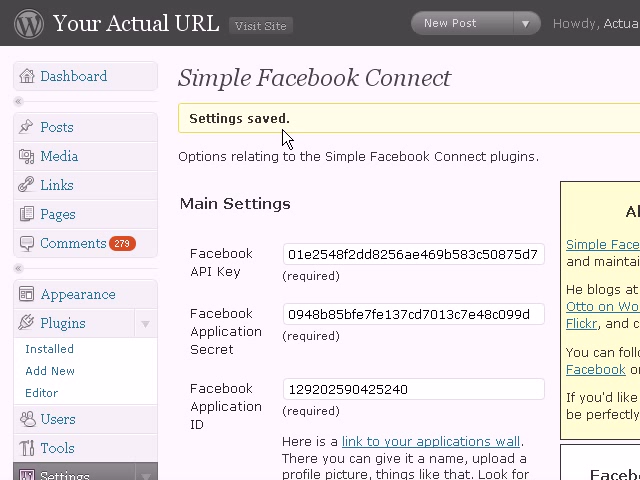 Your Actual URL
Visit Site
New Post
Howdy, Actua
Dashboard
Posts
Media
Links
Pages
Comments 279
Appearance
Plugins
Installed
Add New
Editor
Users
Tools
Settings
Simple Facebook Connect
Settings saved.
Options relating to the Simple Facebook Connect plugins.
Main Settings
Facebook
API Key
01e2548f2dd8256ae469b583c50875d7
(required)
Facebook
Application
Secret
0948b85bfe7fe137cd7013c7e48c099d
(required)
Facebook
Application
ID
129202590425240
(required)
Here is a link to your applications wall.
There you can give it a name, upload a
profile picture, things like that. Look for
Simple Face
and maintai
He blogs at
Otto on Wo
Flickr, and c
You can follo
Facebook o
If you'd like
be perfectly
Faceb